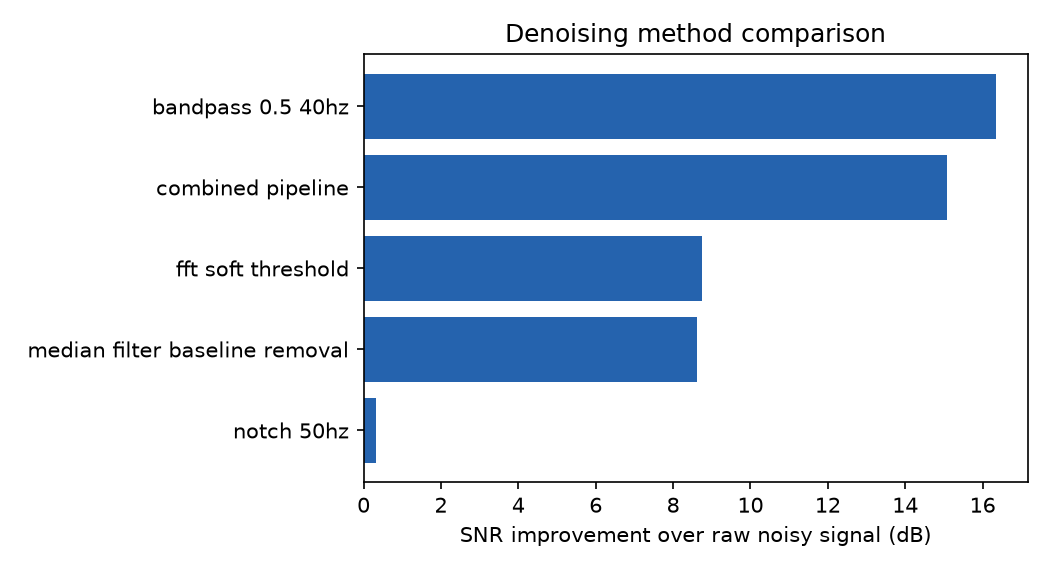 Denoising method comparison
bandpass 0.5 40hz
combined pipeline
fft soft threshold
median filter baseline removal
notch 50hz
0 2 4 6 8 10 12 14 16
SNR improvement over raw noisy signal (dB)